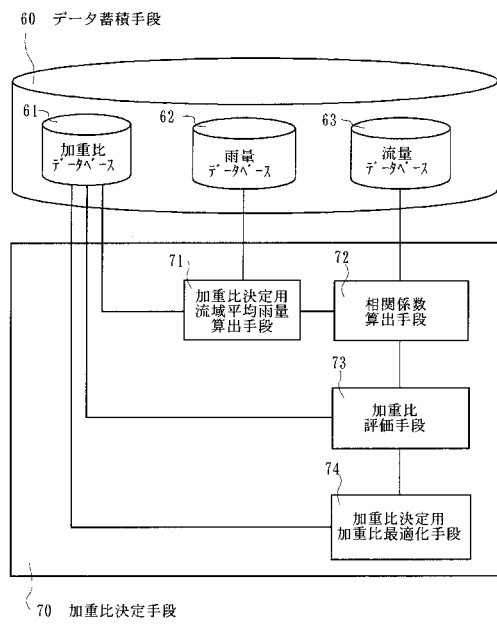 60 データ蓄積手段
61
62
63
加重比
データベース
雨量
データベース
流量
データベース
71
72
加重比決定用
流域平均雨量
算出手段
相関係数
算出手段
73
加重比
評価手段
74
加重比決定用
加重比最適化手段
70 加重比決定手段